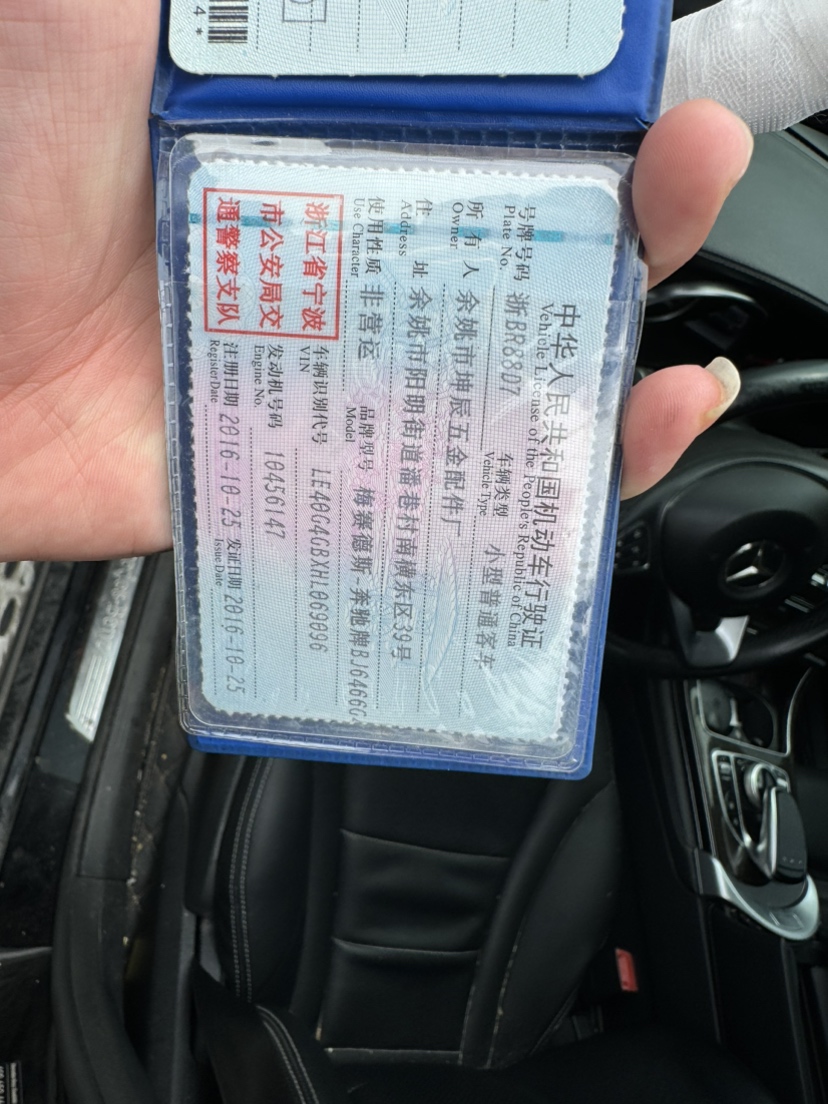 4*
中华人民共和国机动车行驶证
Vehicle License of the People's Republic of China
号牌号码 浙BR88Q7 车辆类型 小型普通客车
Plate No. Vehicle Type
所有人 余姚市坤辰五金配件厂
Owner
住址 余姚市阳明街道潘巷村南横东区39号
Address
使用性质 非营运 品牌型号 梅赛德斯-奔驰牌BJ6466G
Use Character Model
浙江省宁波
市公安局交
通警察支队
车辆识别代号 LE40G4GBXHL069096
VIN
发动机号码 10456147
Engine No.
注册日期 2016-10-25 发证日期 2016-10-25
Register Date Issue Date